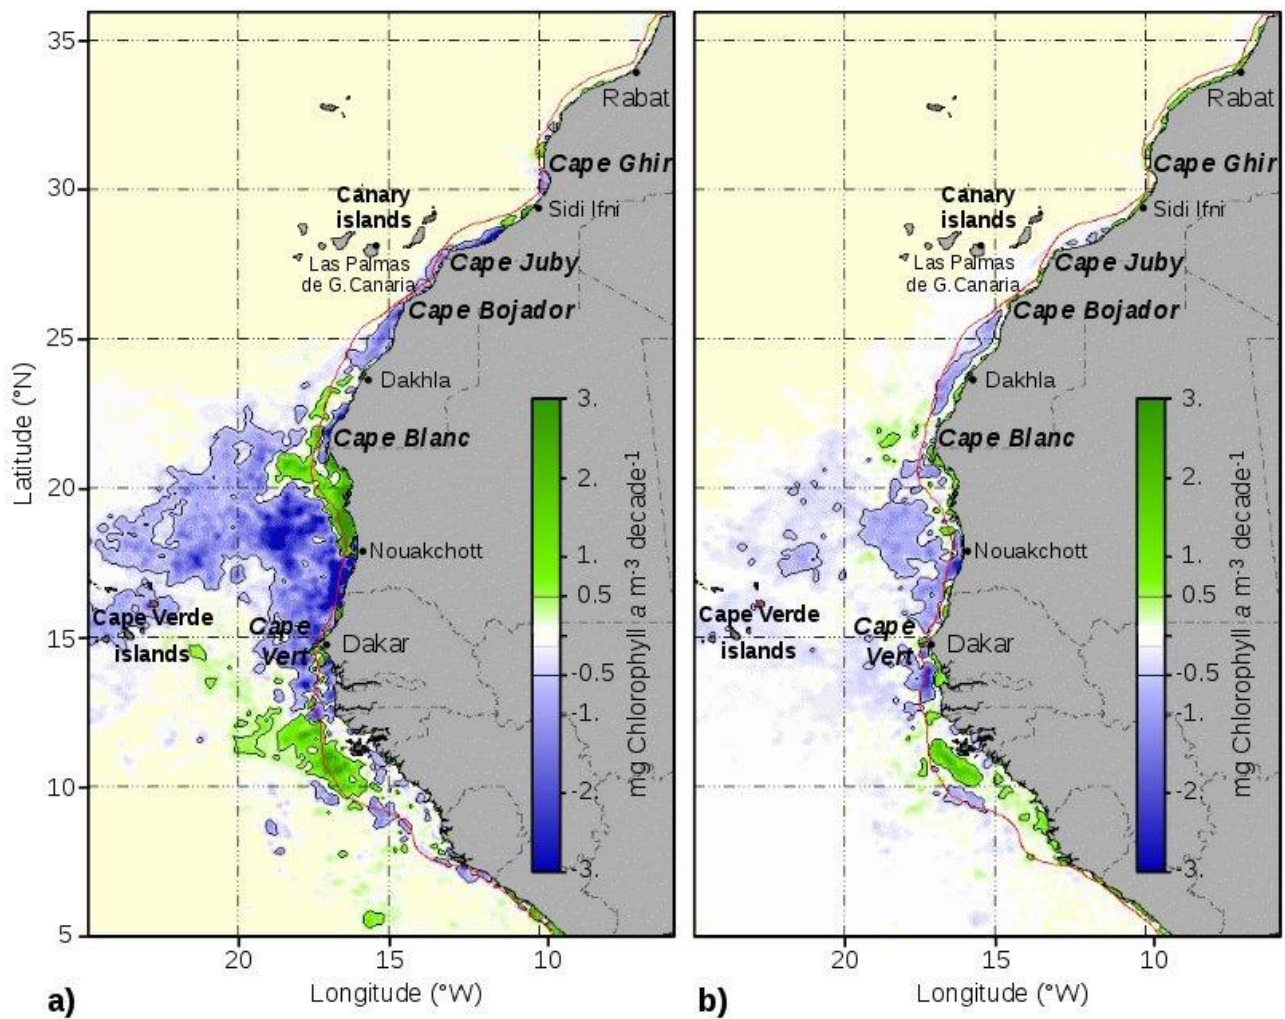 35
30
25
20
15
10
5
Latitude (°N)
Rabat
Cape Ghir
Canary
islands
Sidi Ifni
Las Palmas
de G. Canaria
Cape Juby
Cape Bojador
Dakhla
Cape Blanc
Nouakchott
Cape Verde
islands
Cape
Vert
Dakar
3.
2.
1.
0.5
-0.5
-1.
-2.
-3.
mg Chlorophyll a m-3 decade-1
20
15
10
Longitude (°W)
a)
Rabat
Cape Ghir
Canary
islands
Sidi Ifni
Las Palmas
de G. Canaria
Cape Juby
Cape Bojador
Dakhla
Cape Blanc
Nouakchott
Cape Verde
islands
Cape
Vert
Dakar
3.
2.
1.
0.5
-0.5
-1.
-2.
-3.
mg Chlorophyll a m-3 decade-1
20
15
10
Longitude (°W)
b)